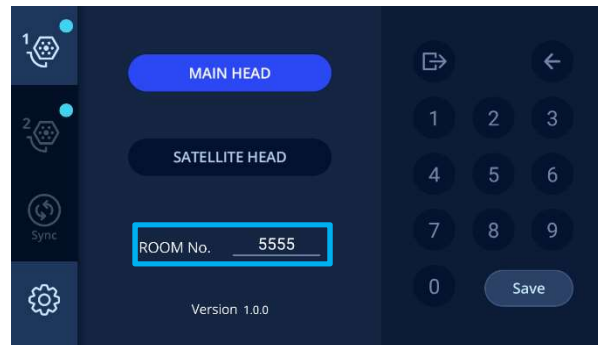 1
2
Sync
MAIN HEAD
SATELLITE HEAD
ROOM No. 5555
Version 1.0.0
1 2 3
4 5 6
7 8 9
0 Save